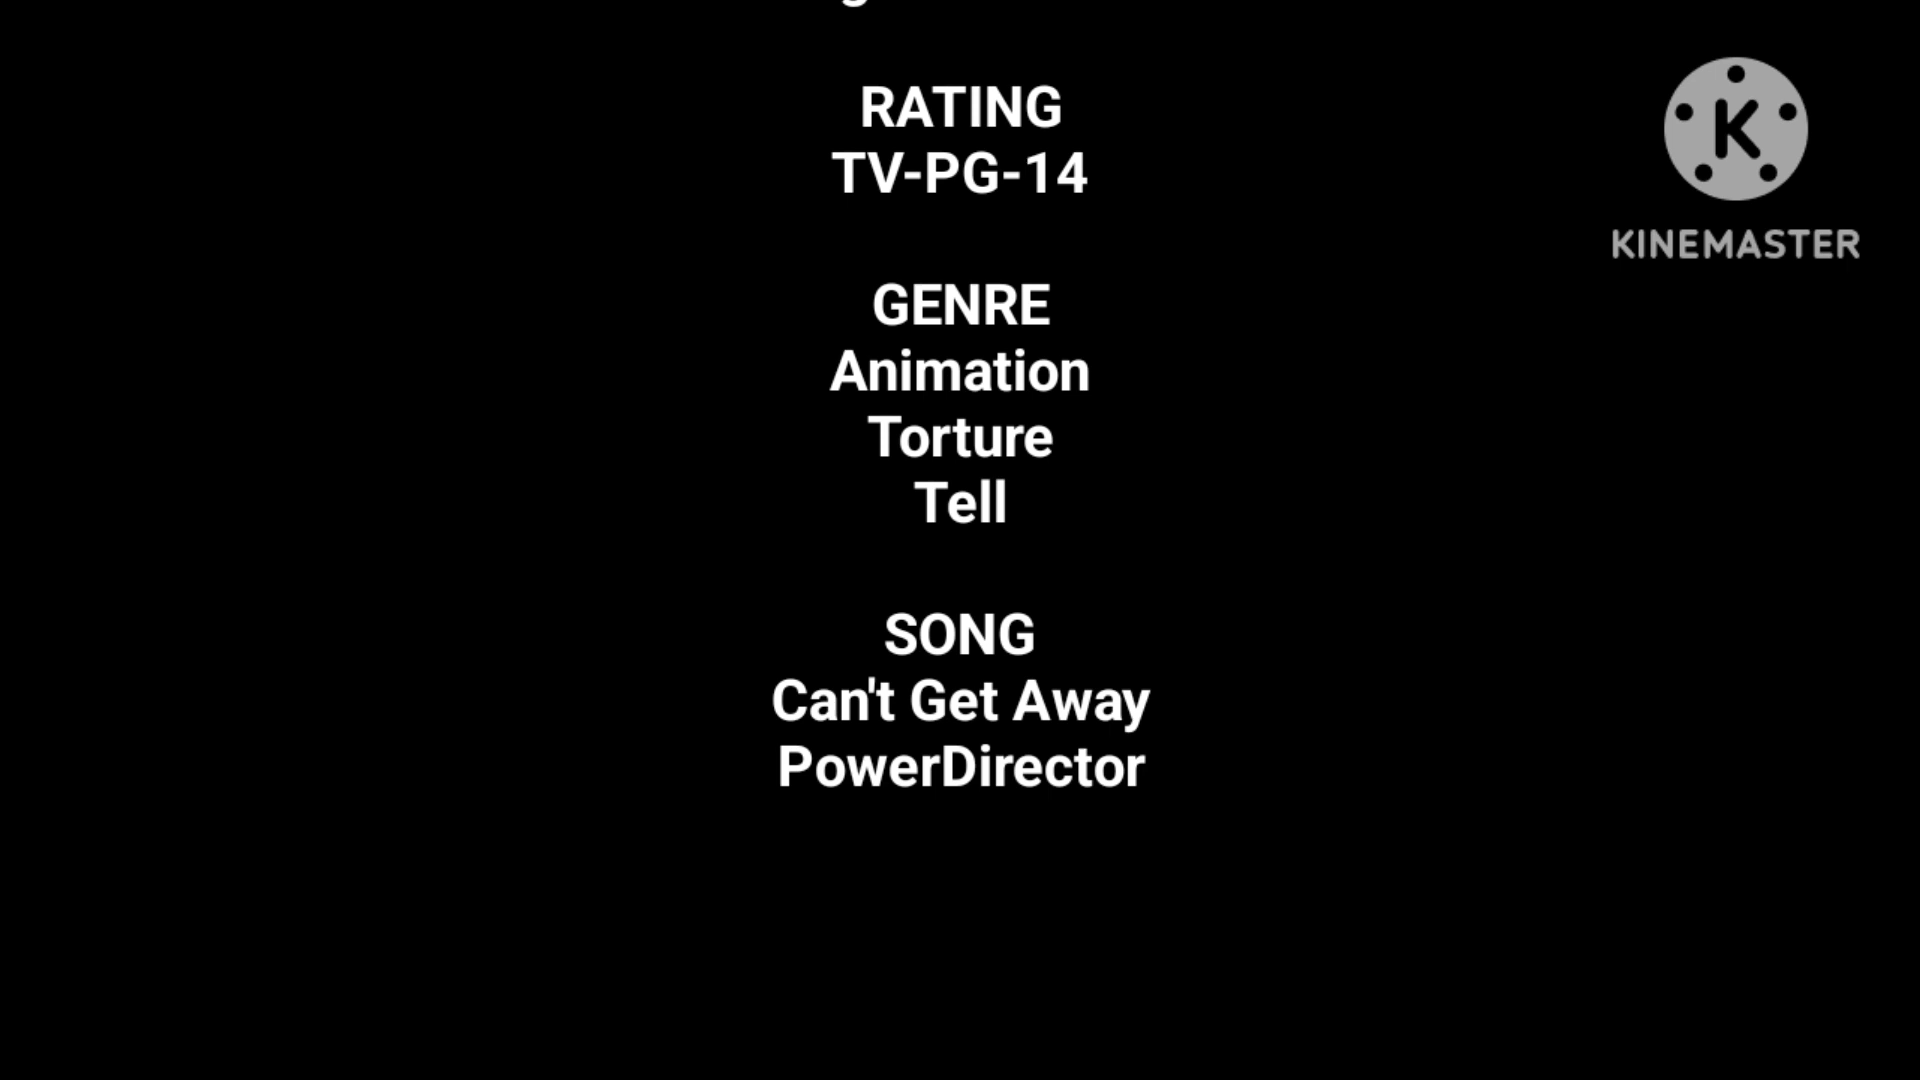 RATING
TV-PG-14
GENRE
Animation
Torture
Tell
SONG
Can't Get Away
PowerDirector
K
KINEMASTER